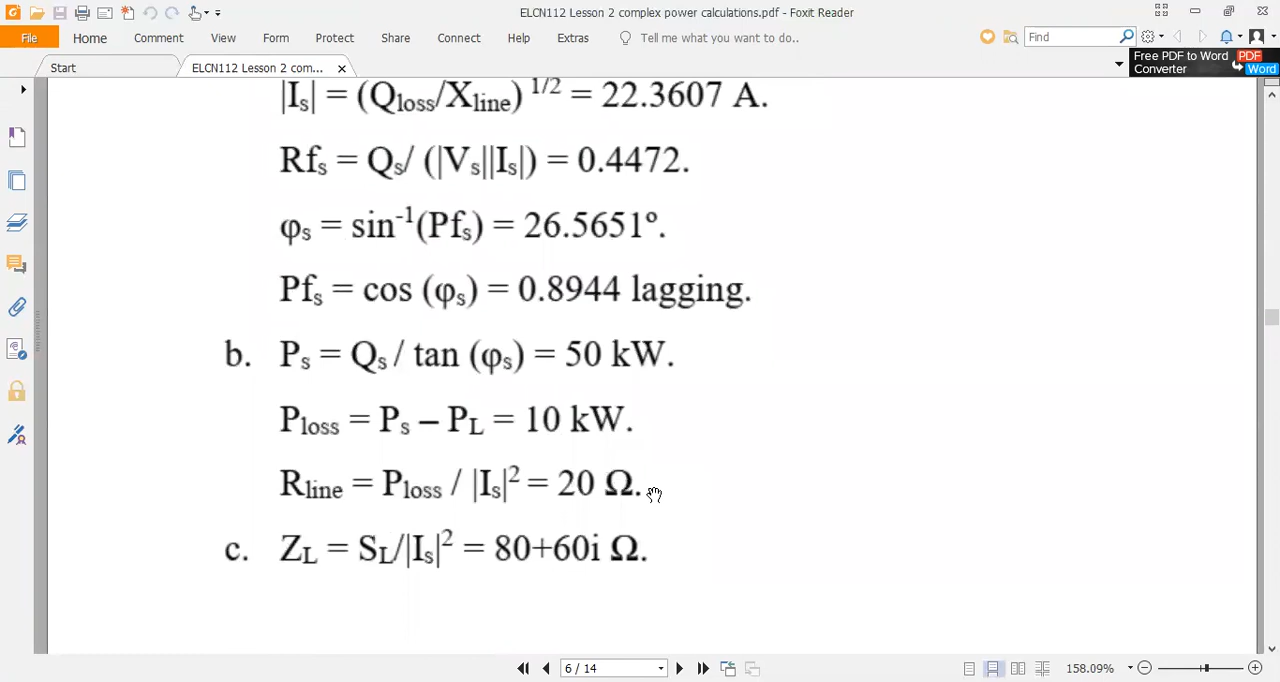 ELCN112 Lesson 2 complex power calculations.pdf - Foxit Reader
File Home Comment View Form Protect Share Connect Help Extras Tell me what you want to do.. Find
Start ELCN112 Lesson 2 com... Free PDF to Word PDF
Converter Word
|Iₛ| = (Qloss/Xline) ^1/2 = 22.3607 A.
Rfₛ = Qₛ/ (|Vₛ||Iₛ|) = 0.4472.
φₛ = sin⁻¹(Pfₛ) = 26.5651º.
Pfₛ = cos (φₛ) = 0.8944 lagging.
b. Pₛ = Qₛ / tan (φₛ) = 50 kW.
Ploss = Pₛ – PL = 10 kW.
Rline = Ploss / |Iₛ|² = 20 Ω.
c. ZL = SL/|Iₛ|² = 80+60i Ω.
6 / 14 158.09%